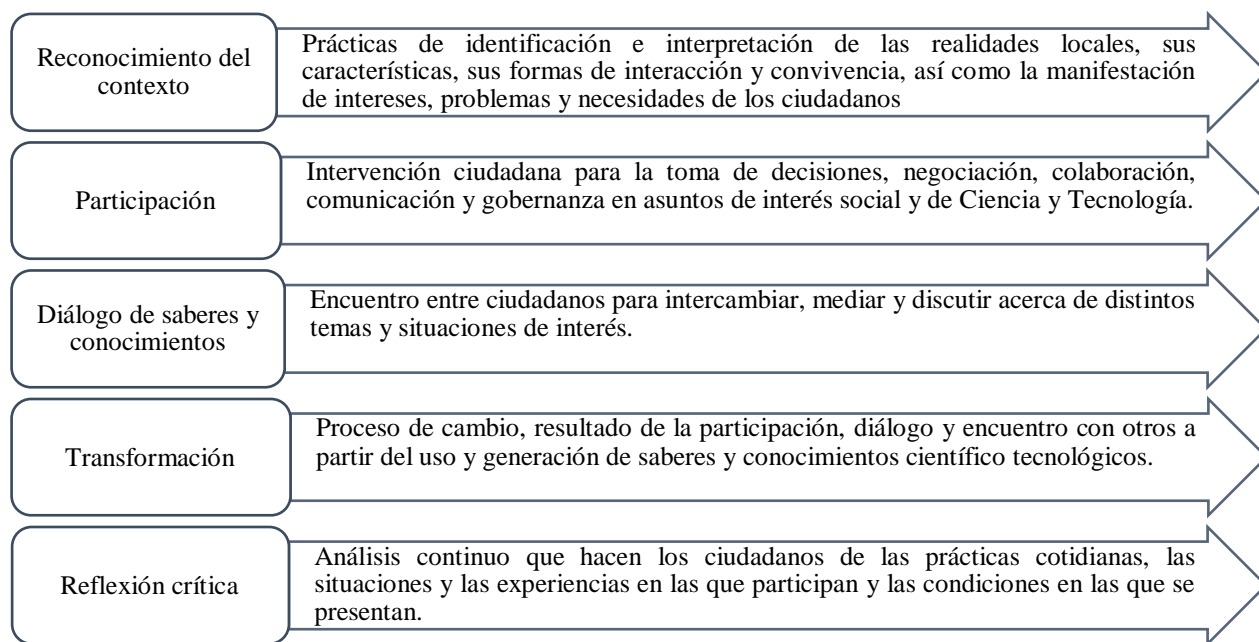 Reconocimiento del
contexto
Prácticas de identificación e interpretación de las realidades locales, sus
características, sus formas de interacción y convivencia, así como la manifestación
de intereses, problemas y necesidades de los ciudadanos
Participación
Intervención ciudadana para la toma de decisiones, negociación, colaboración,
comunicación y gobernanza en asuntos de interés social y de Ciencia y Tecnología.
Diálogo de saberes y
conocimientos
Encuentro entre ciudadanos para intercambiar, mediar y discutir acerca de distintos
temas y situaciones de interés.
Transformación
Proceso de cambio, resultado de la participación, diálogo y encuentro con otros a
partir del uso y generación de saberes y conocimientos científico tecnológicos.
Reflexión crítica
Análisis continuo que hacen los ciudadanos de las prácticas cotidianas, las
situaciones y las experiencias en las que participan y las condiciones en las que se
presentan.